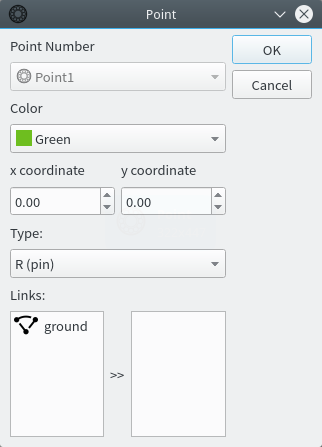 Point
Point Number
OK
Point1
Cancel
Color
Green
x coordinate y coordinate
0.00 0.00
Type:
R (pin)
Links:
ground
>>